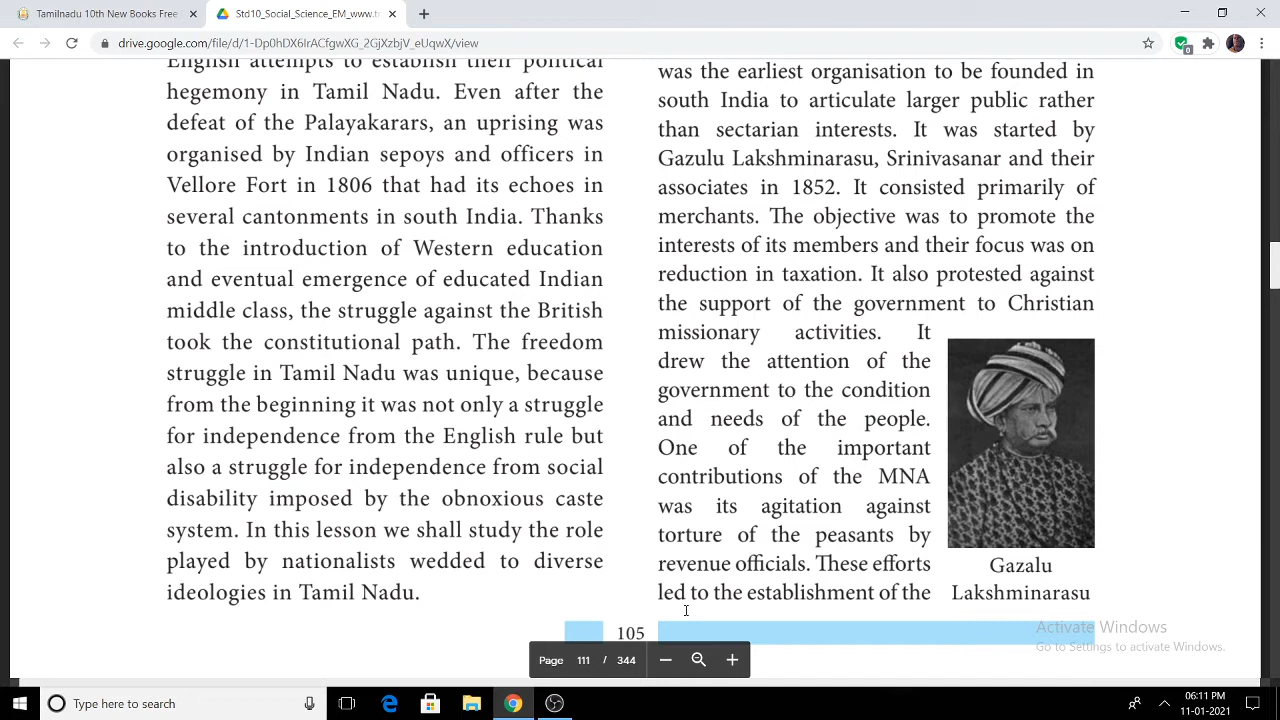 Tamilnadu 10th New Books Free
Std10_Social_Science_EM_www.t
drive.google.com/file/d/1-Dp0hDX6IrACfgwXG_2GjXzbjV_eUqwX/view
English attempts to establish their political
hegemony in Tamil Nadu. Even after the
defeat of the Palayakarars, an uprising was
organised by Indian sepoys and officers in
Vellore Fort in 1806 that had its echoes in
several cantonments in south India. Thanks
to the introduction of Western education
and eventual emergence of educated Indian
middle class, the struggle against the British
took the constitutional path. The freedom
struggle in Tamil Nadu was unique, because
from the beginning it was not only a struggle
for independence from the English rule but
also a struggle for independence from social
disability imposed by the obnoxious caste
system. In this lesson we shall study the role
played by nationalists wedded to diverse
ideologies in Tamil Nadu.
was the earliest organisation to be founded in
south India to articulate larger public rather
than sectarian interests. It was started by
Gazulu Lakshminarasu, Srinivasanar and their
associates in 1852. It consisted primarily of
merchants. The objective was to promote the
interests of its members and their focus was on
reduction in taxation. It also protested against
the support of the government to Christian
missionary activities. It
drew the attention of the
government to the condition
and needs of the people.
One of the important
contributions of the MNA
was its agitation against
torture of the peasants by
revenue officials. These efforts
led to the establishment of the
Gazalu
Lakshminarasu
105
Activate Windows
Go to Settings to activate Windows.
Page 111 / 344
Type here to search
06:11 PM
11-01-2021